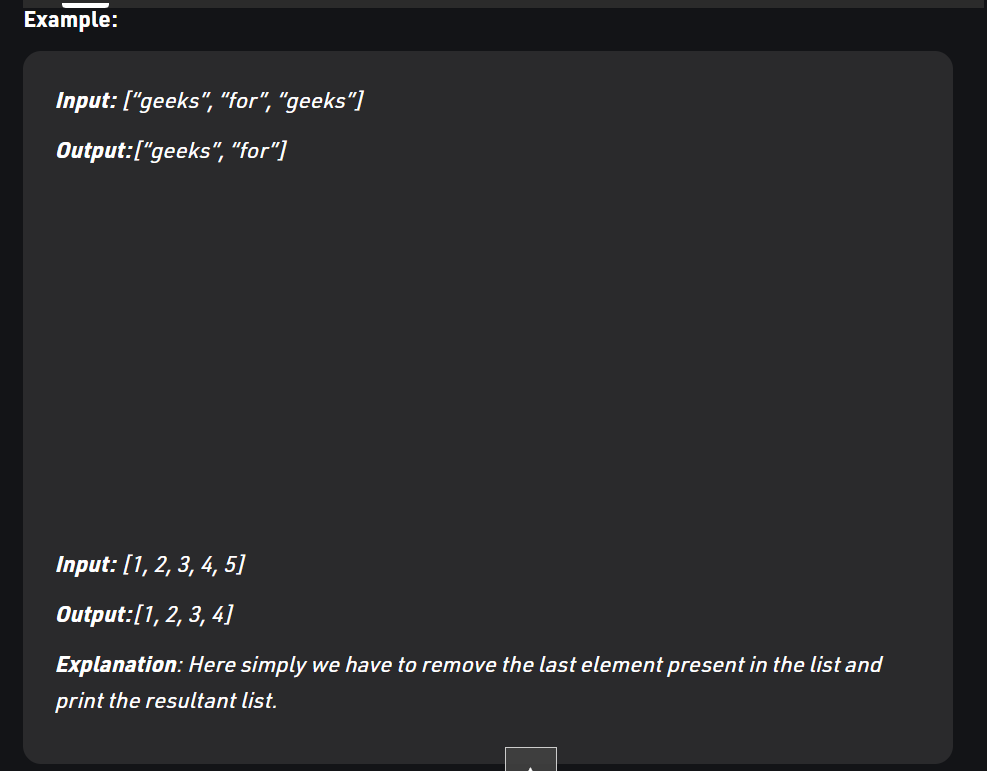 Example:
Input: [“geeks”, “for”, “geeks”]
Output:[“geeks”, “for”]
Input: [1, 2, 3, 4, 5]
Output:[1, 2, 3, 4]
Explanation: Here simply we have to remove the last element present in the list and
print the resultant list.